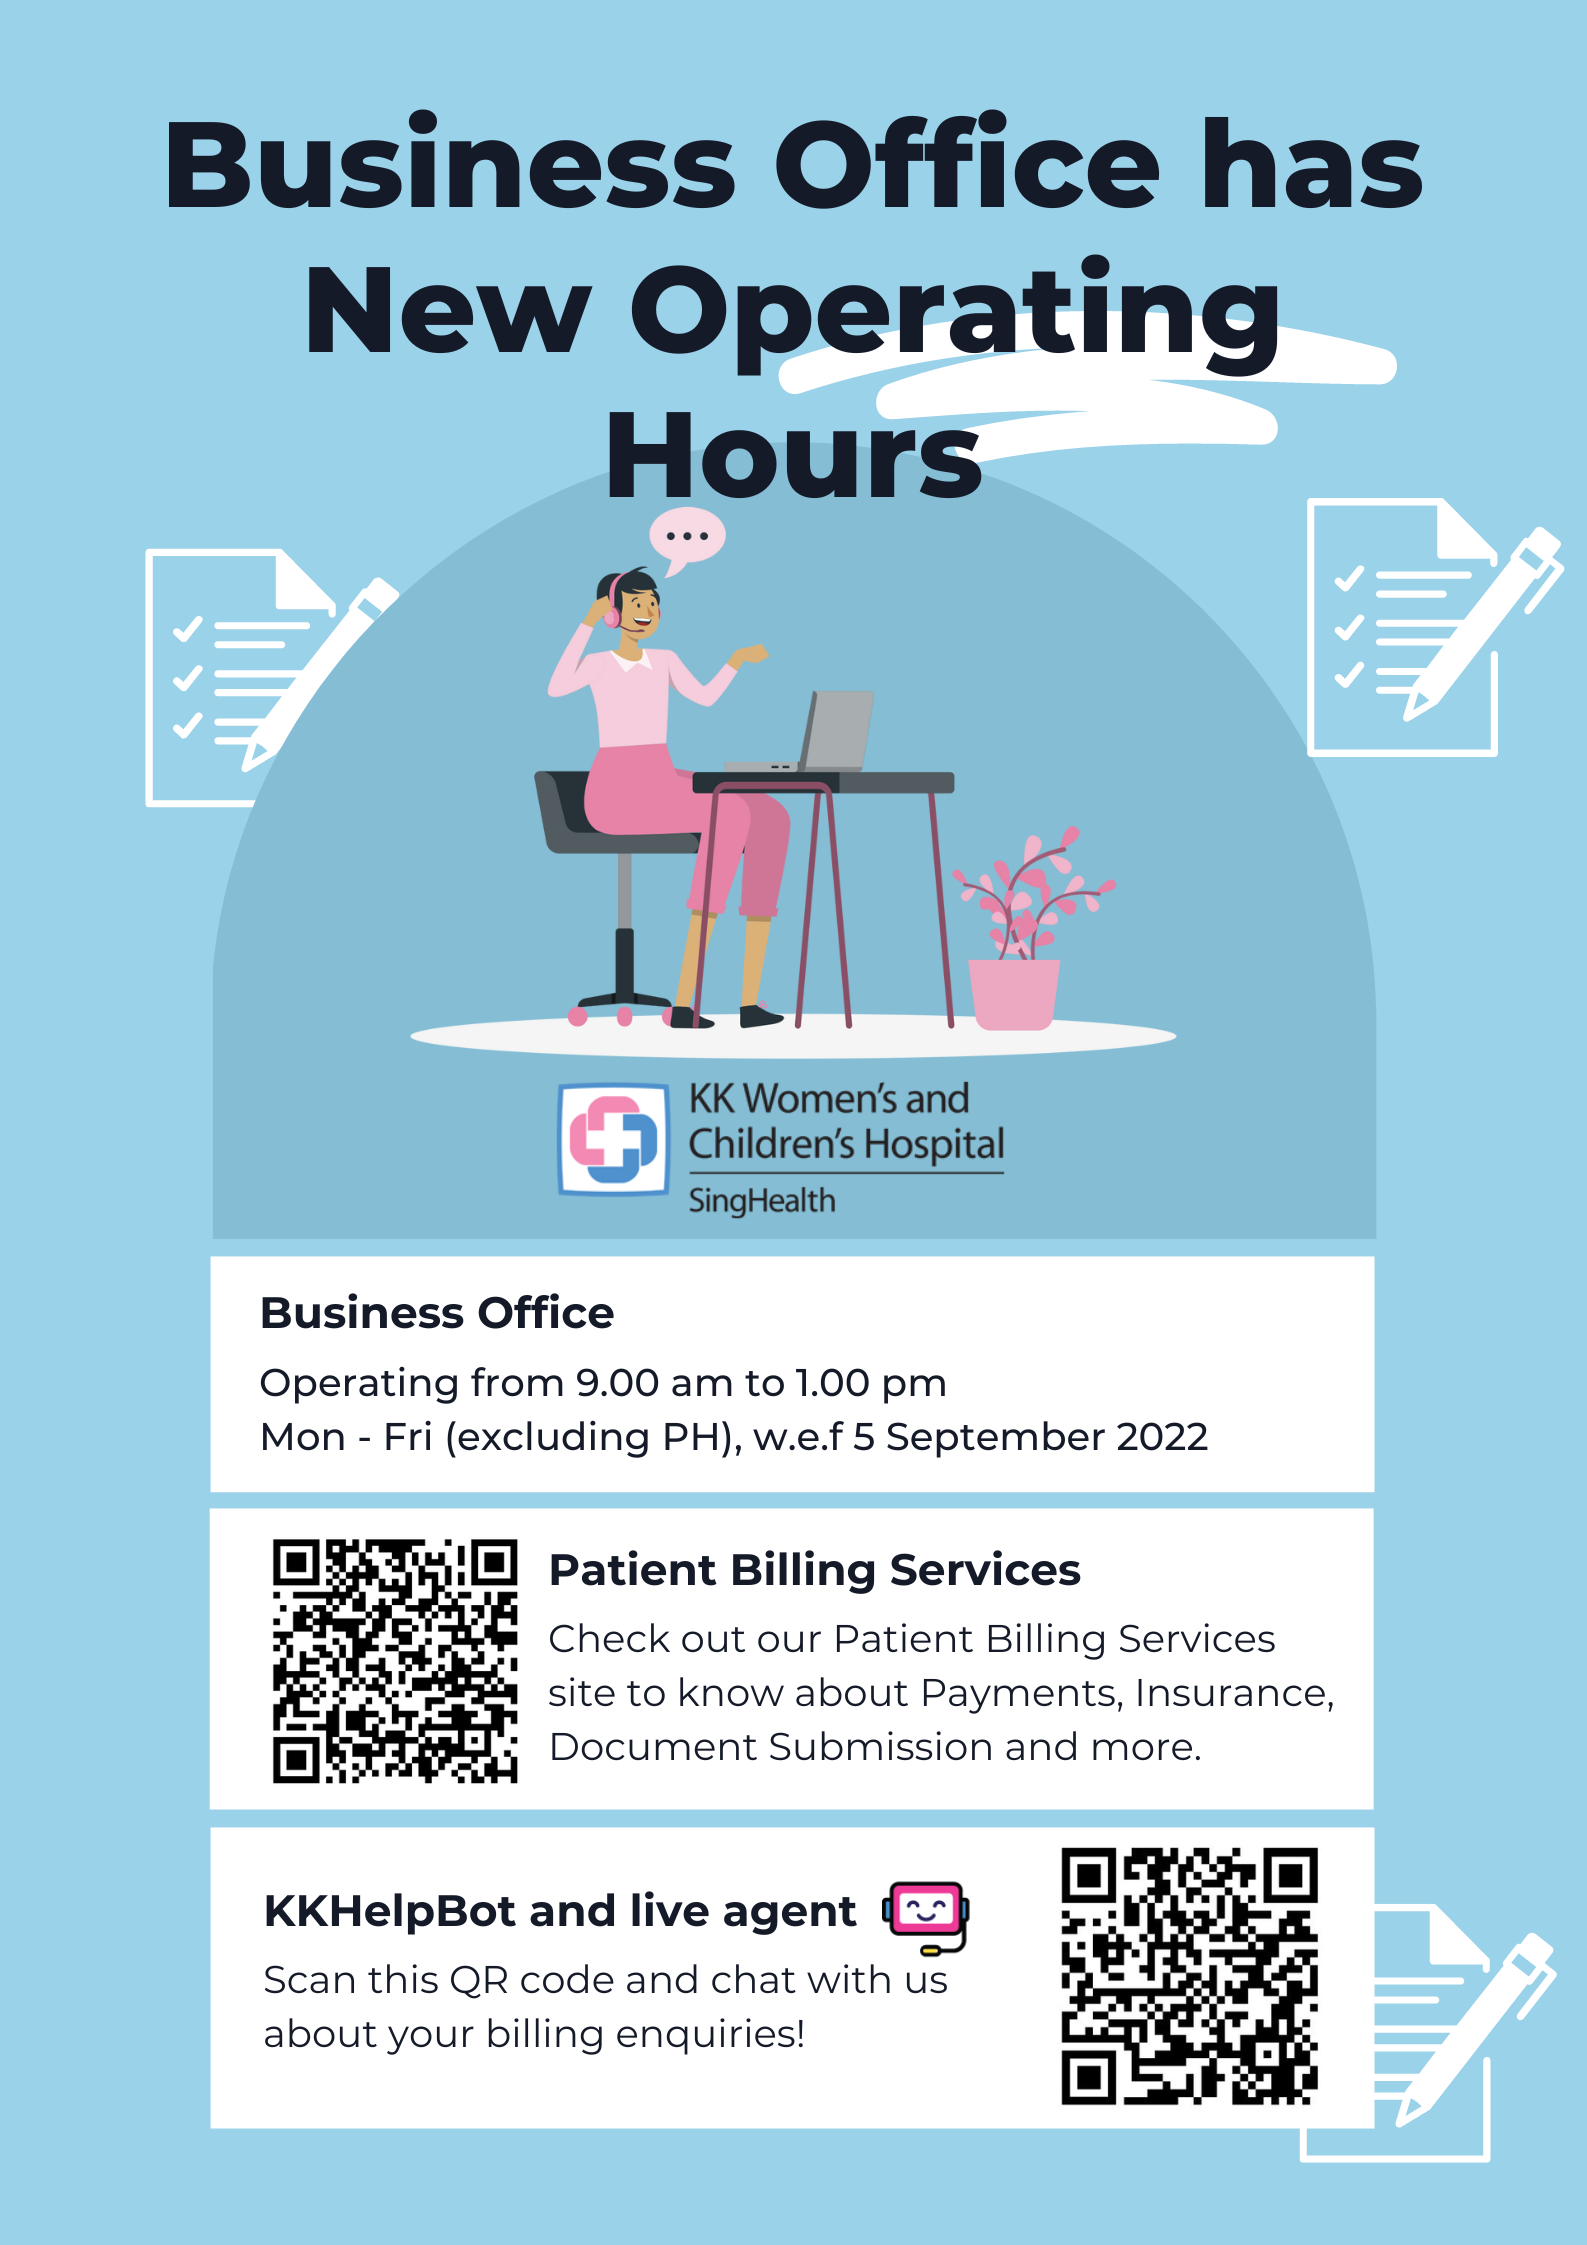 Business Office has
New Operating
Hours
KK Women's and
Children's Hospital
SingHealth
Business Office
Operating from 9.00 am to 1.00 pm
Mon - Fri (excluding PH), w.e.f 5 September 2022
Patient Billing Services
Check out our Patient Billing Services
site to know about Payments, Insurance,
Document Submission and more.
KKHelpBot and live agent
Scan this QR code and chat with us
about your billing enquiries!